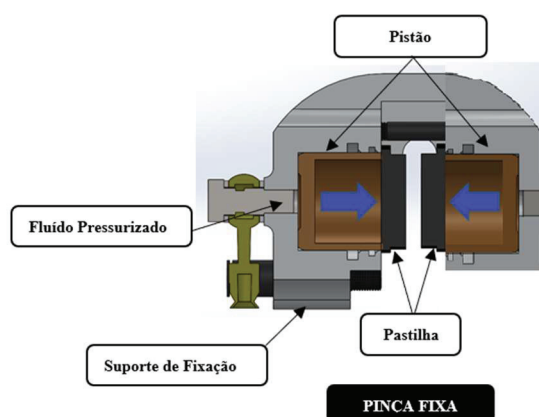 Pistão
Fluído Pressurizado
Pastilha
Suporte de Fixação
PINÇA FIXA